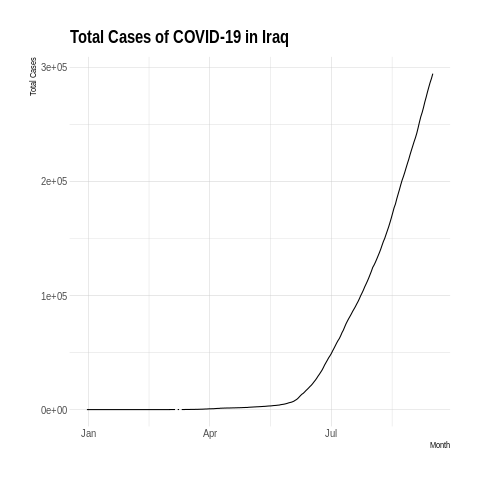 Total Cases of COVID-19 in Iraq
Total Cases
3e+05
2e+05
1e+05
0e+00
Jan Apr Jul
Month